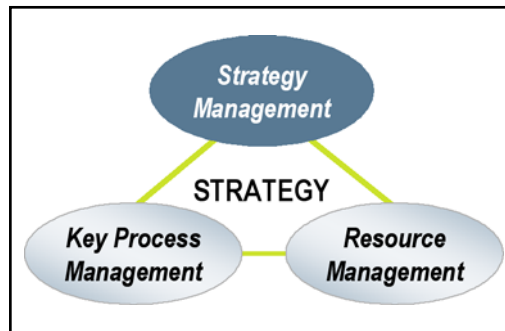 Strategy
Management
STRATEGY
Key Process
Management
Resource
Management